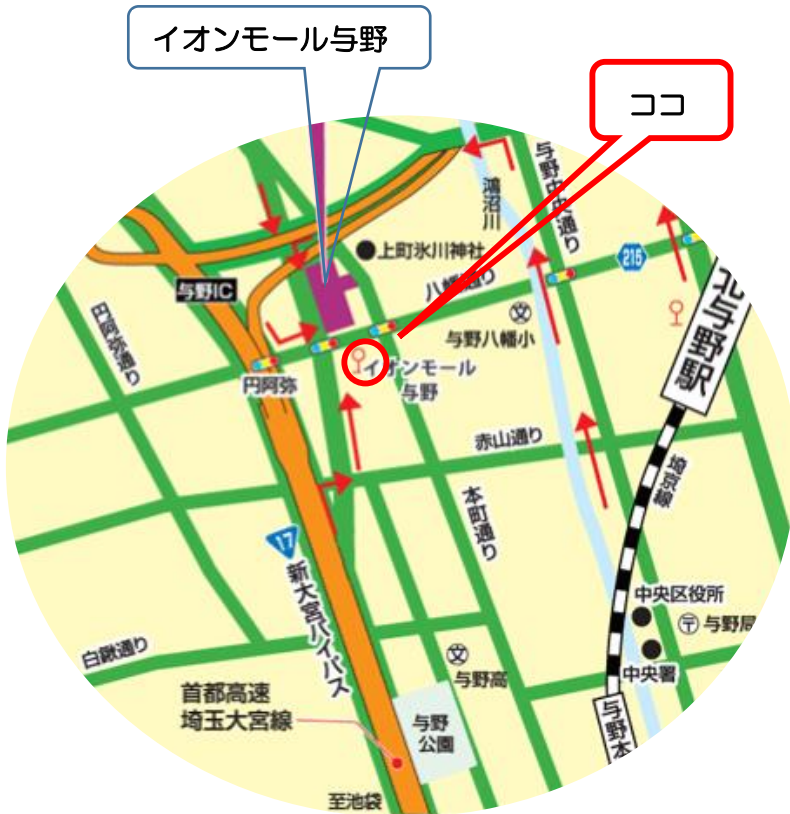 イオンモール与野
ココ
与野中央通り
鴻沼川
上町氷川神社
215
与野IC
八幡通り
円阿弥通り
与野八幡小
北与野駅
イオンモール
与野
円阿弥
赤山通り
埼京線
本町通り
17
新大宮バイパス
中央区役所
与野局
白鍬通り
与野高
中央署
首都高速
埼玉大宮線
与野
公園
与野本
至池袋